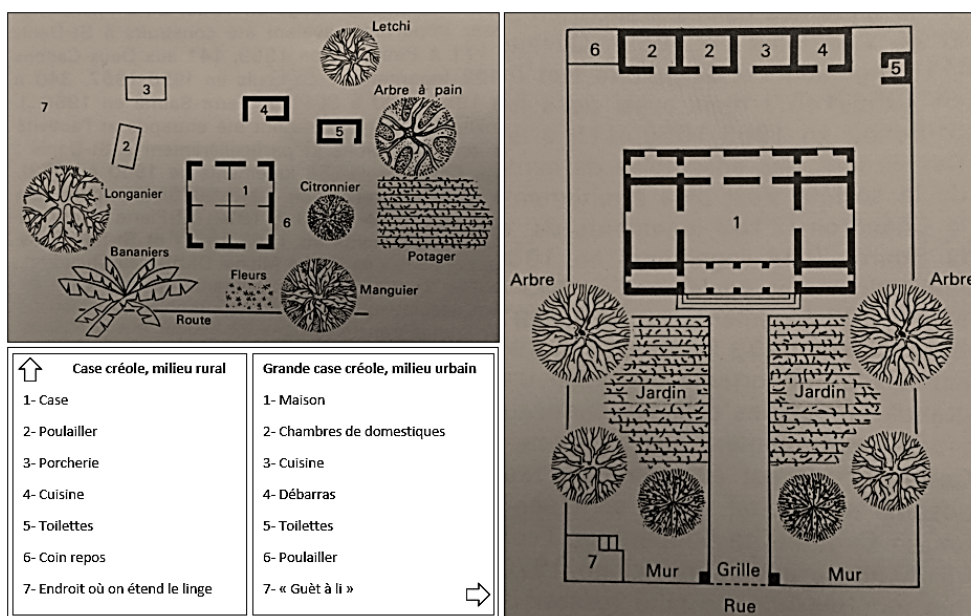 Letchi
Arbre à pain
7
3
4
5
2
1
Longanier
Citronnier
6
Bananiers
Fleurs
Potager
Manguier
Route
Case créole, milieu rural
1- Case
2- Poulailler
3- Porcherie
4- Cuisine
5- Toilettes
6- Coin repos
7- Endroit où on étend le linge
Grande case créole, milieu urbain
1- Maison
2- Chambres de domestiques
3- Cuisine
4- Débarras
5- Toilettes
6- Poulailler
7- « Guèt à li »
6 2 2 3 4
5
1
Arbre Arbre
Jardin Jardin
7
Mur Grille Mur
Rue